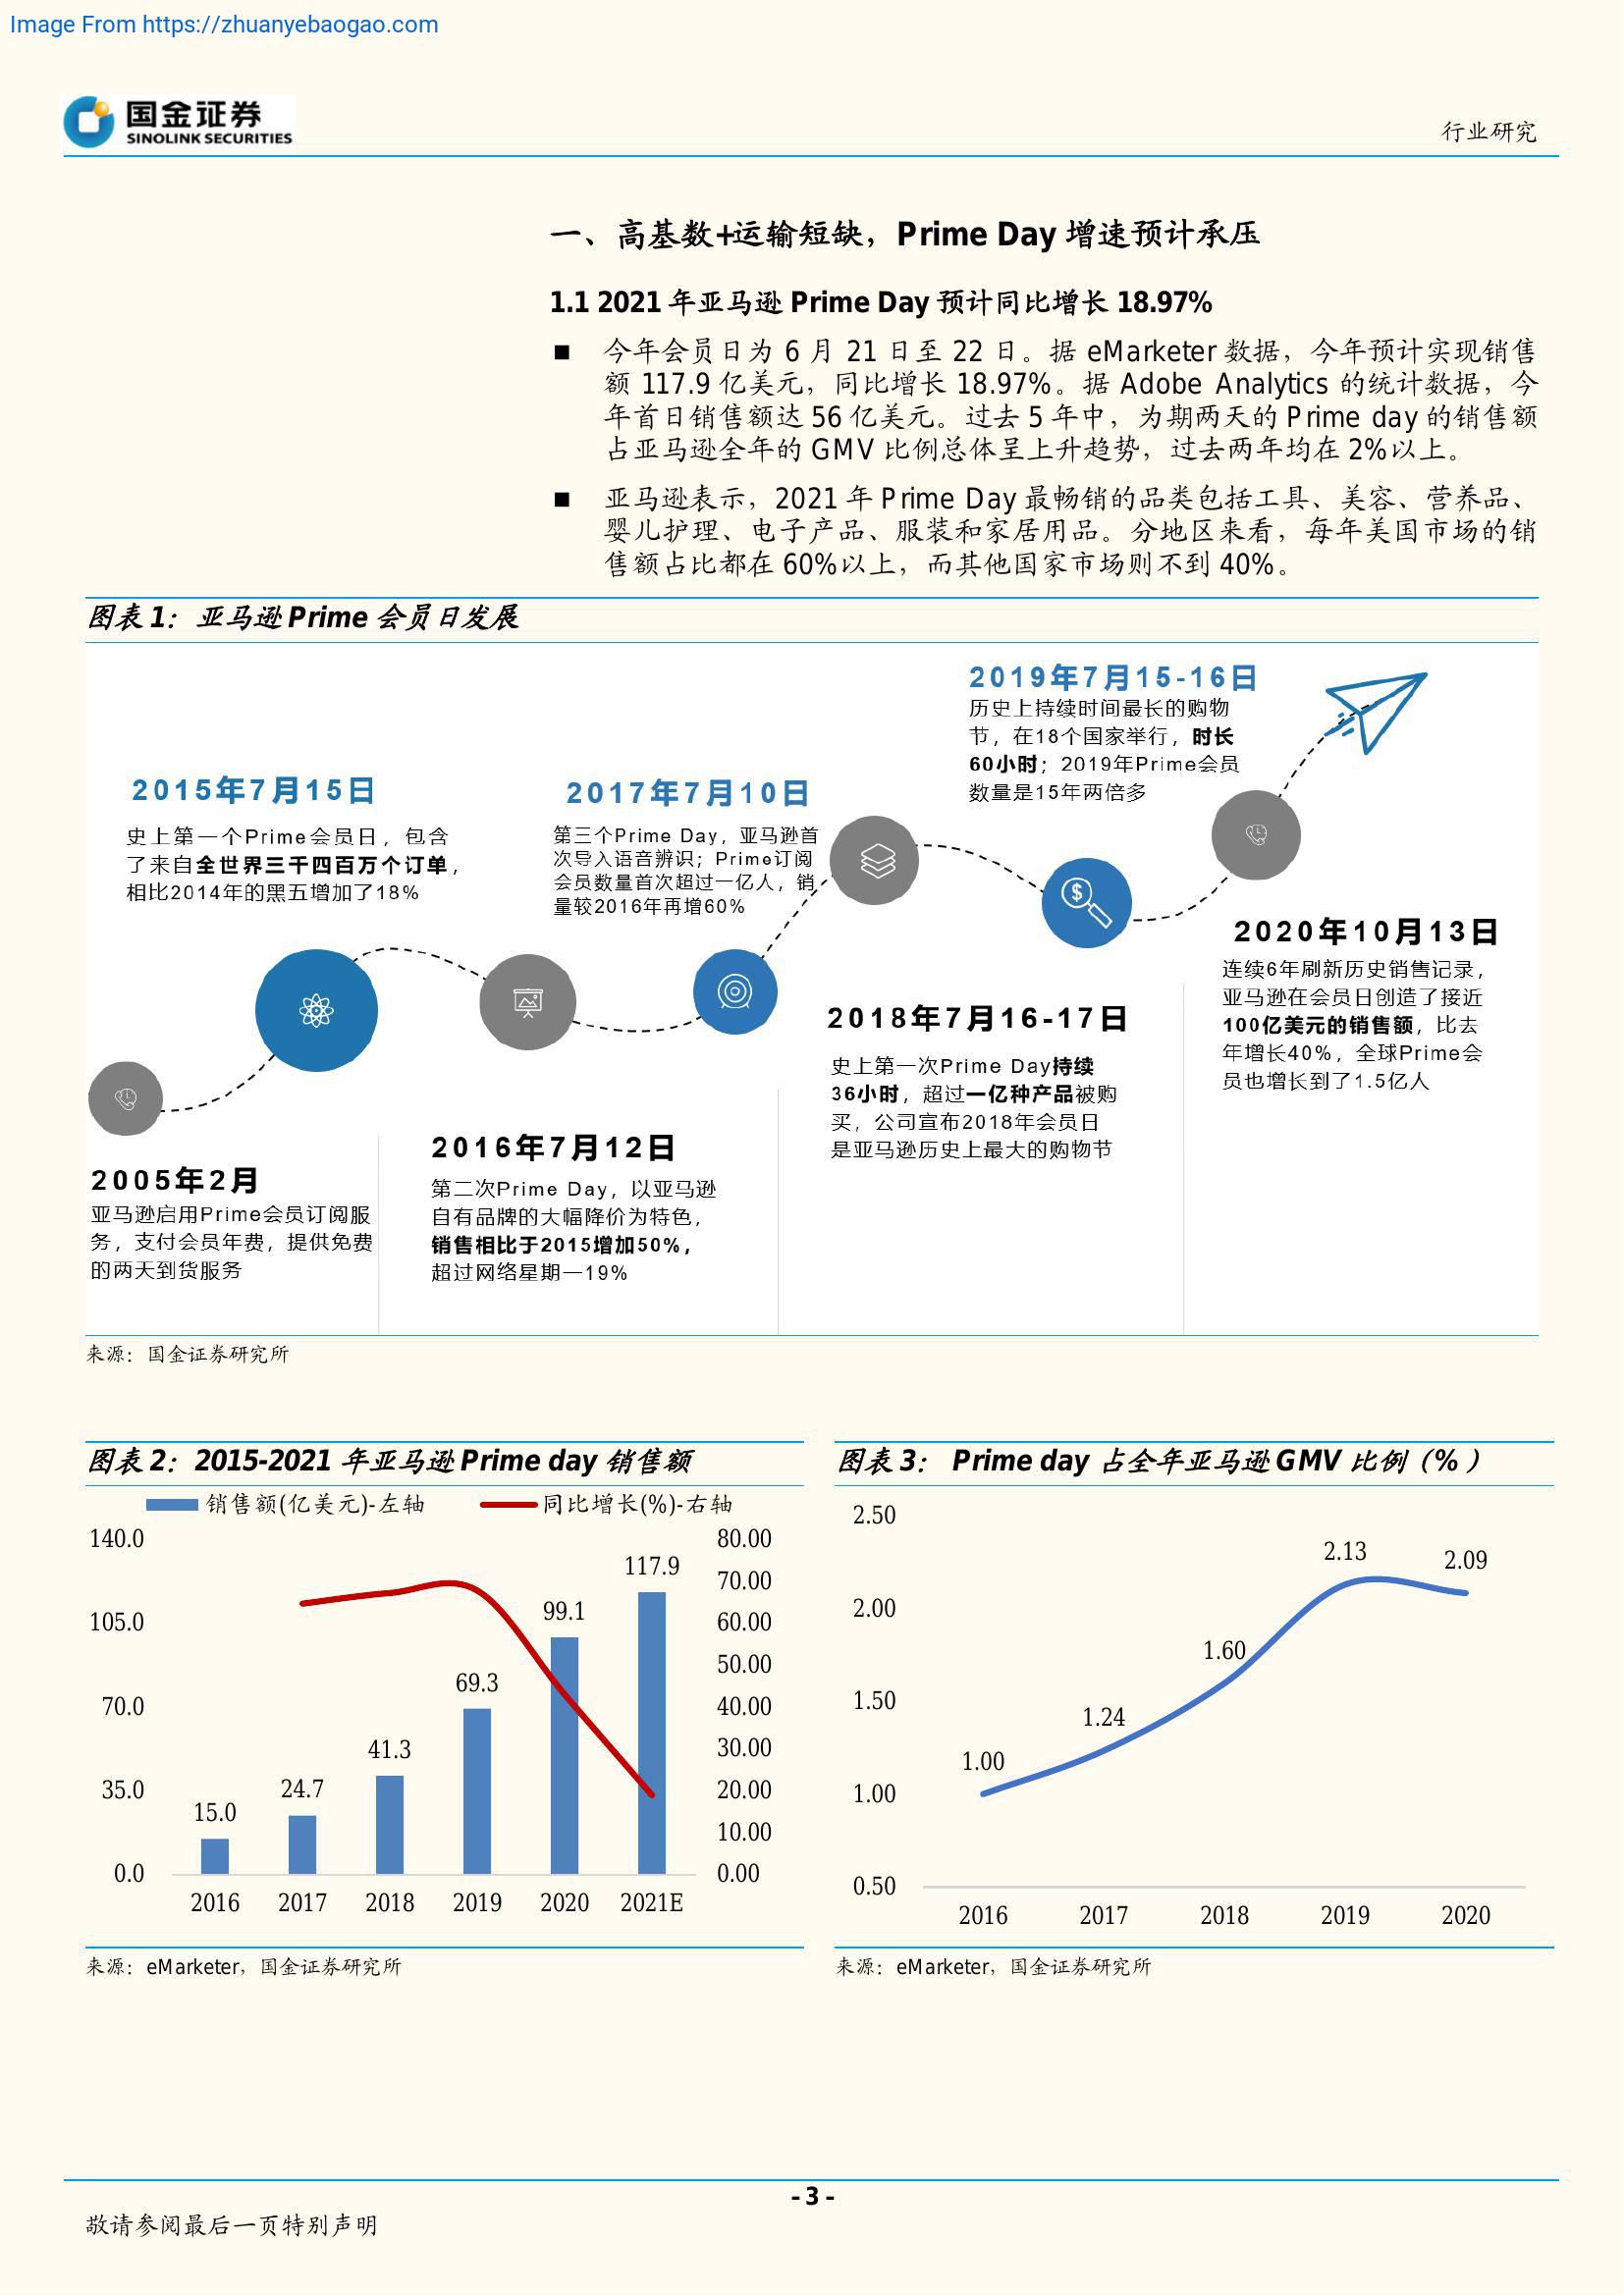 Image From https://zhuanyebaogao.com
国金证券
SINOLINK SECURITIES
行业研究
一、高基数+运输短缺，Prime Day 增速预计承压
1.1 2021 年亚马逊 Prime Day 预计同比增长 18.97%
■ 今年会员日为 6 月 21 日至 22 日。据 eMarketer 数据，今年预计实现销售
额 117.9 亿美元，同比增长 18.97%。据 Adobe Analytics 的统计数据，今
年首日销售额达 56 亿美元。过去 5 年中，为期两天的 Prime day 的销售额
占亚马逊全年的 GMV 比例总体呈上升趋势，过去两年均在 2%以上。
■ 亚马逊表示，2021 年 Prime Day 最畅销的品类包括工具、美容、营养品、
婴儿护理、电子产品、服装和家居用品。分地区来看，每年美国市场的销
售额占比都在 60%以上，而其他国家市场则不到 40%。
图表 1：亚马逊 Prime 会员日发展
2019年7月15-16日
历史上持续时间最长的购物
节，在18个国家举行，时长
60小时；2019年Prime会员
数量是15年两倍多
2015年7月15日
史上第一个Prime会员日，包含
了来自全世界三千四百万个订单，
相比2014年的黑五增加了18%
2017年7月10日
第三个Prime Day，亚马逊首
次导入语音辨识；Prime订阅
会员数量首次超过一亿人，销
量较2016年再增60%
$
2020年10月13日
连续6年刷新历史销售记录，
亚马逊在会员日创造了接近
100亿美元的销售额，比去
年增长40%，全球Prime会
员也增长到了1.5亿人
2018年7月16-17日
史上第一次Prime Day持续
36小时，超过一亿种产品被购
买，公司宣布2018年会员日
是亚马逊历史上最大的购物节
2016年7月12日
第二次Prime Day，以亚马逊
自有品牌的大幅降价为特色，
销售相比于2015增加50%，
超过网络星期一19%
2005年2月
亚马逊启用Prime会员订阅服
务，支付会员年费，提供免费
的两天到货服务
来源：国金证券研究所
图表 2：2015-2021 年亚马逊 Prime day 销售额
销售额(亿美元)-左轴 同比增长(%)-右轴
140.0
105.0
70.0
35.0
0.0
80.00
70.00
60.00
50.00
40.00
30.00
20.00
10.00
0.00
15.0
24.7
41.3
69.3
99.1
117.9
2016 2017 2018 2019 2020 2021E
来源：eMarketer，国金证券研究所
图表 3： Prime day 占全年亚马逊 GMV 比例（%）
2.50
2.00
1.50
1.00
0.50
1.00
1.24
1.60
2.13
2.09
2016 2017 2018 2019 2020
来源：eMarketer，国金证券研究所
- 3 -
敬请参阅最后一页特别声明